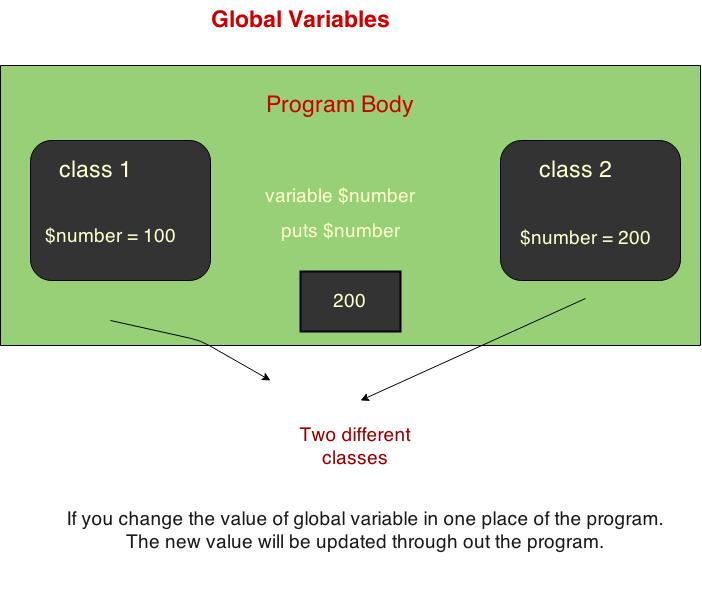 Global Variables
Program Body
class 1
$number = 100
variable $number
puts $number
200
class 2
$number = 200
Two different
classes
If you change the value of global variable in one place of the program.
The new value will be updated through out the program.